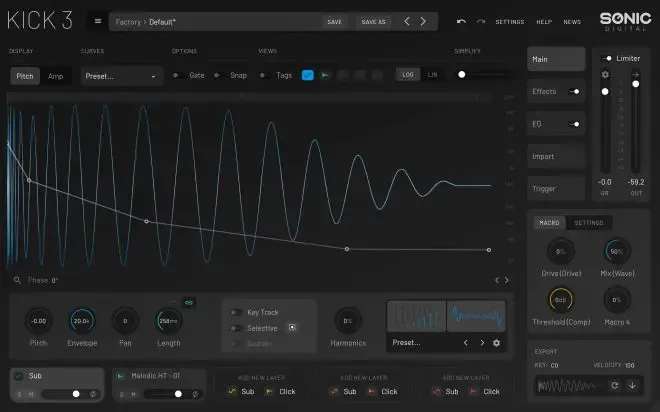 KICK 3
Factory > Default*
SAVE
SAVE AS
SETTINGS
HELP
NEWS
SONIC
DIGITAL
DISPLAY
CURVES
OPTIONS
VIEWS
SIMPLIFY
Pitch
Amp
Preset...
Gate
Snap
Tags
LOG
LIN
Main
Limiter
Effects
EQ
Import
Trigger
-0.0
-59.2
GR
OUT
Phase: 0°
MACRO
SETTINGS
0%
50%
Drive (Drive)
Mix (Wave)
0dB
0%
Threshold (Comp)
Macro 4
-0.00
20.0k
0
258ms
Pitch
Envelope
Pan
Length
Key Track
Selective
Sustain
0%
Harmonics
Preset...
EXPORT
KEY: C0
VELOCITY: 100
Sub
S M
Melodic HT - 01
S M
ADD NEW LAYER
Sub
Click
ADD NEW LAYER
Sub
Click
ADD NEW LAYER
Sub
Click